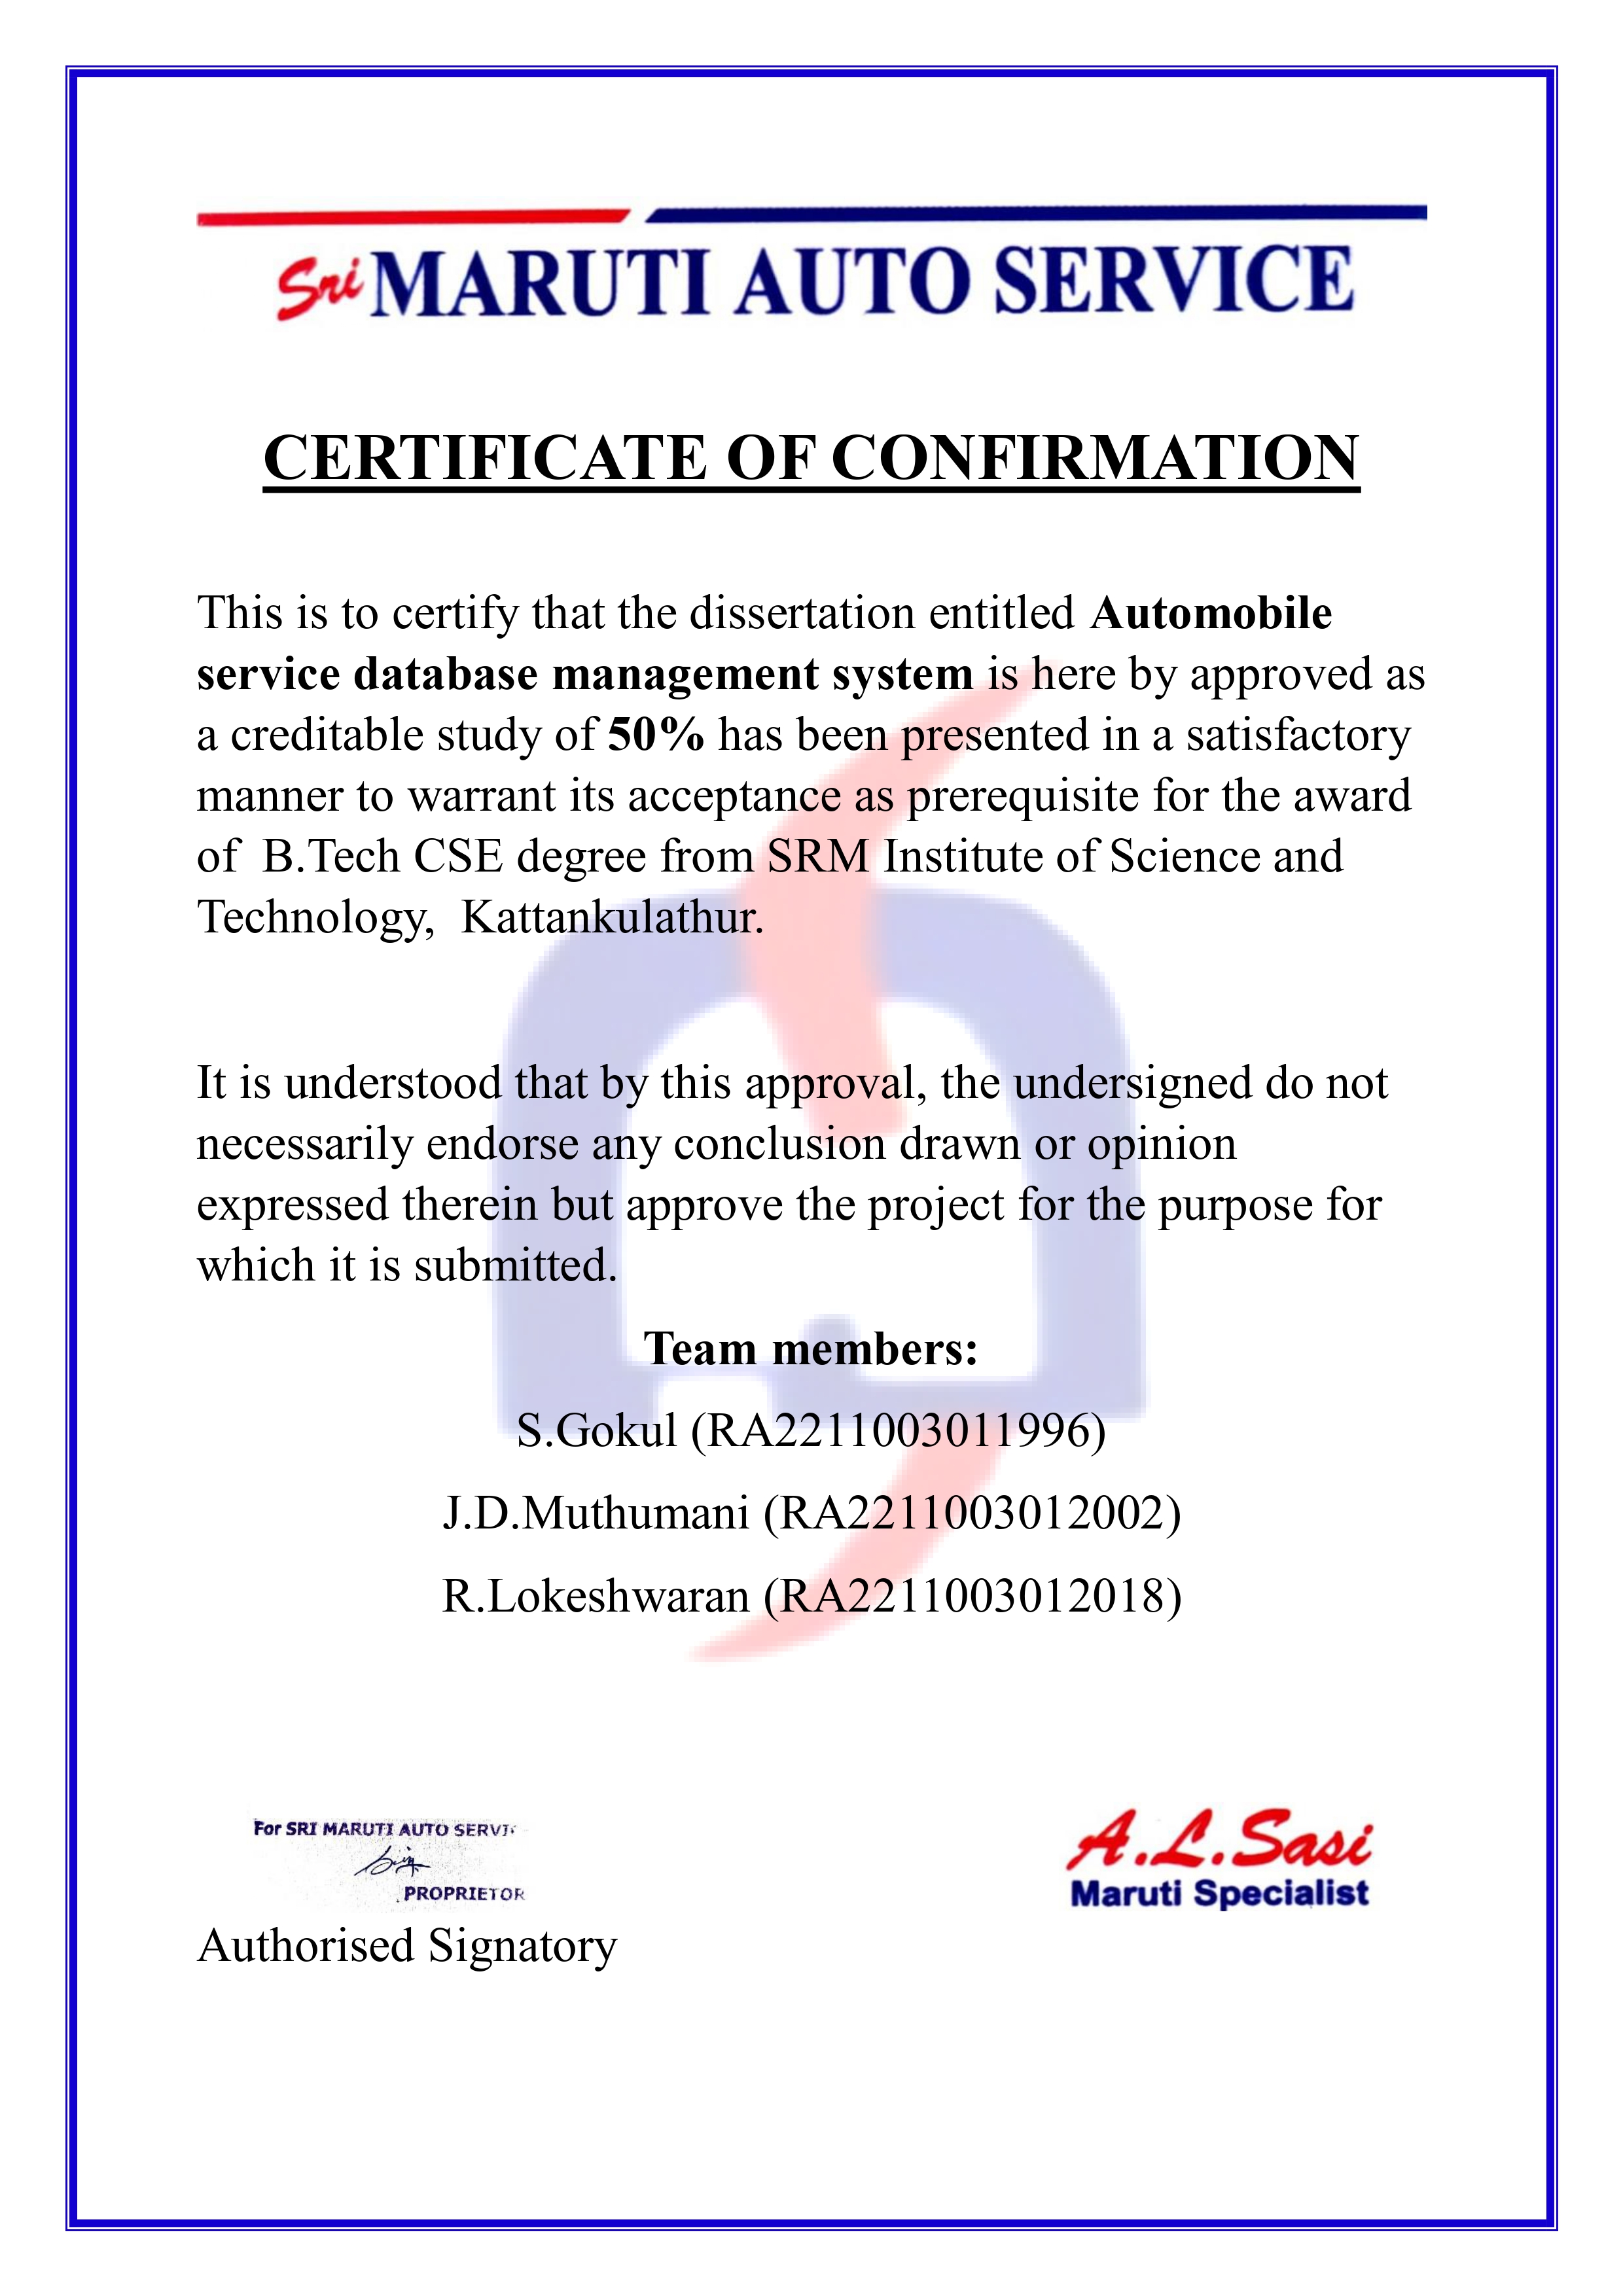 Sri MARUTI AUTO SERVICE
CERTIFICATE OF CONFIRMATION
This is to certify that the dissertation entitled Automobile
service database management system is here by approved as
a creditable study of 50% has been presented in a satisfactory
manner to warrant its acceptance as prerequisite for the award
of B.Tech CSE degree from SRM Institute of Science and
Technology, Kattankulathur.
It is understood that by this approval, the undersigned do not
necessarily endorse any conclusion drawn or opinion
expressed therein but approve the project for the purpose for
which it is submitted.
Team members:
S.Gokul (RA2211003011996)
J.D.Muthumani (RA2211003012002)
R.Lokeshwaran (RA2211003012018)
For SRI MARUTI AUTO
PROPRIETOR
A.L.Sasi
Maruti Specialist
Authorised Signatory